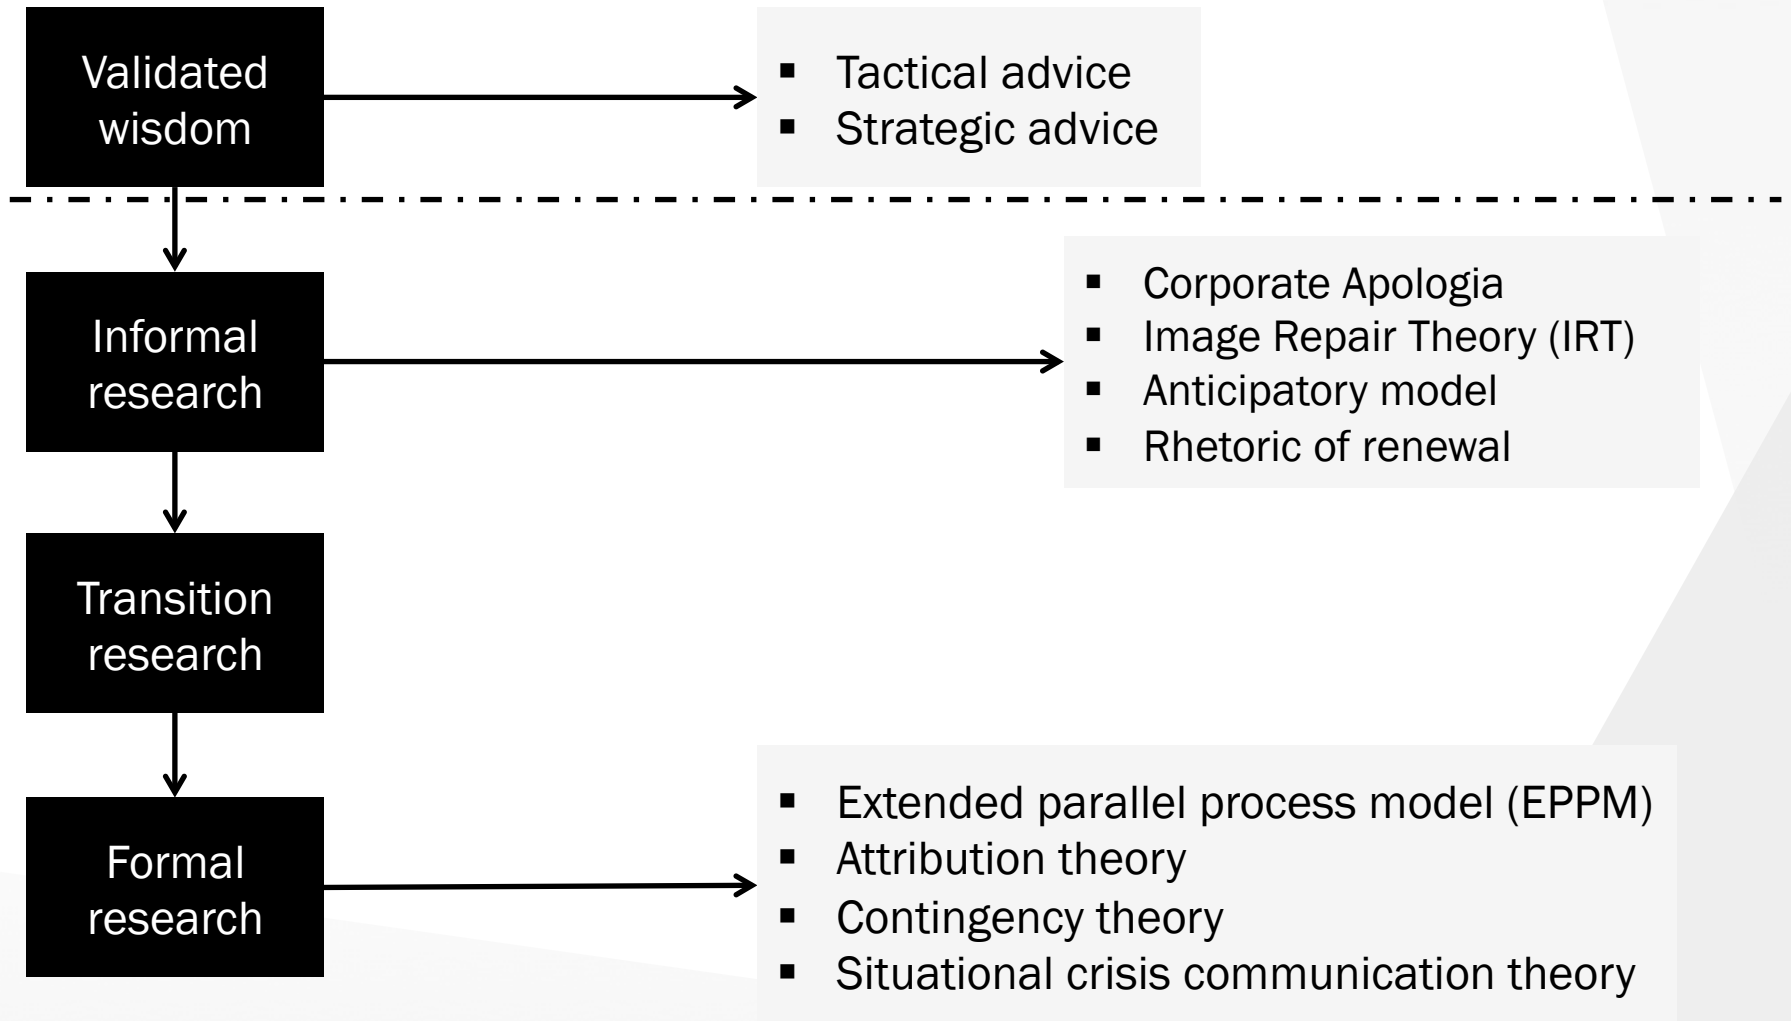 Validated
wisdom
▪ Tactical advice
▪ Strategic advice
Informal
research
▪ Corporate Apologia
▪ Image Repair Theory (IRT)
▪ Anticipatory model
▪ Rhetoric of renewal
Transition
research
Formal
research
▪ Extended parallel process model (EPPM)
▪ Attribution theory
▪ Contingency theory
▪ Situational crisis communication theory